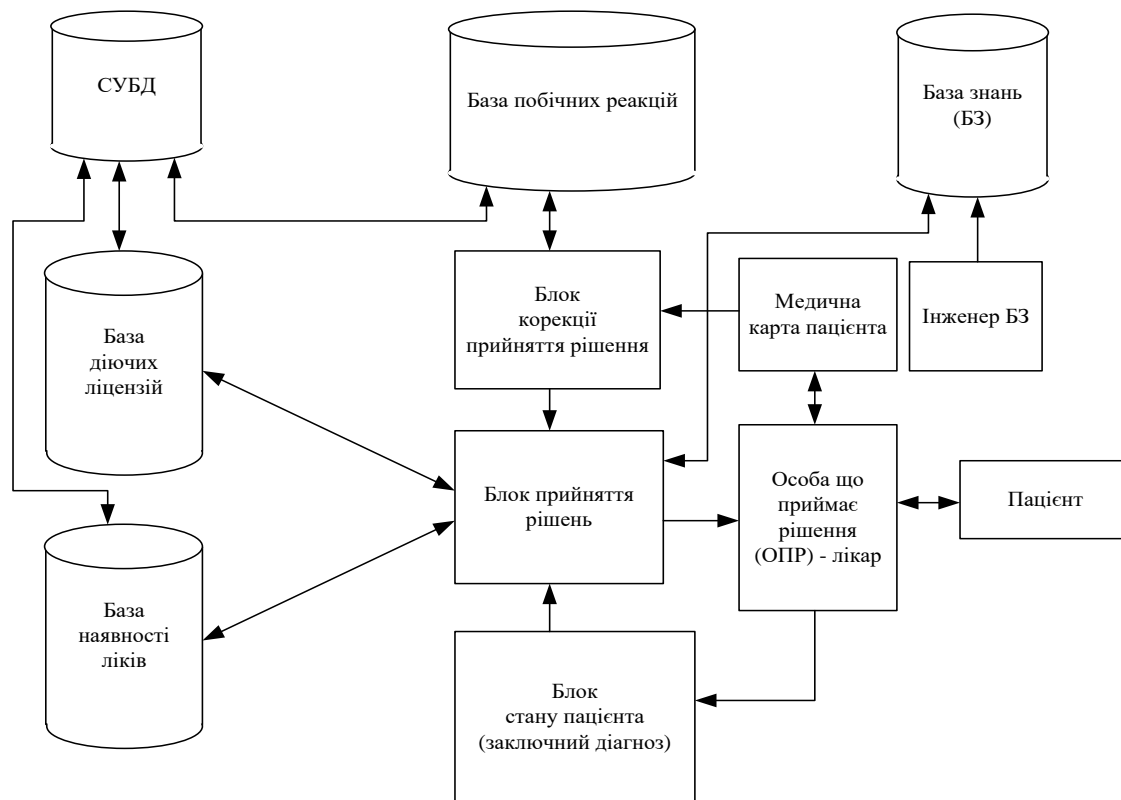 СУБД
База побічних реакцій
База знань
(БЗ)
База
діючих
ліцензій
Блок
корекції
прийняття рішення
Медична
карта пацієнта
Інженер БЗ
Блок прийняття
рішень
Особа що
приймає
рішення
(ОПР) - лікар
Пацієнт
База
наявності
ліків
Блок
стану пацієнта
(заключний діагноз)